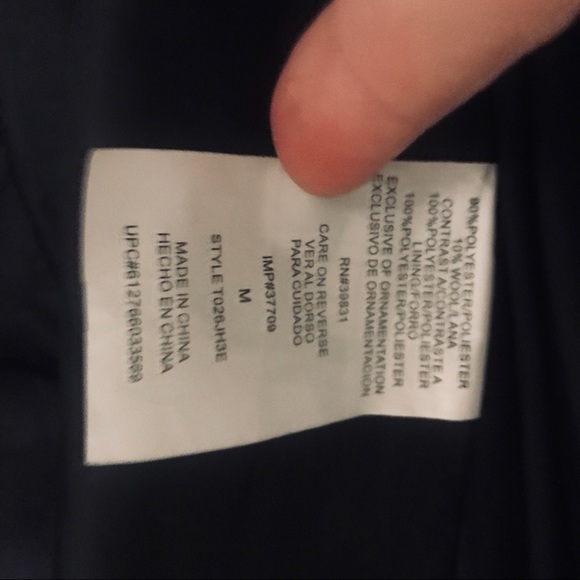 90%POLYESTER/POLIESTER
10% WOOL/LANA
CONTRASTA/CONTRASTE A
100%POLYESTER/POLIESTER
LINING/FORRO
100%POLYESTER/POLIESTER
EXCLUSIVE OF ORNAMENTATION
EXCLUSIVO DE ORNAMENTACION
RN#39831
CARE ON REVERSE
VER AL DORSO
PARA CUIDADO
IMP#37709
M
STYLE T026JH3E
MADE IN CHINA
HECHO EN CHINA
UPC#612766033569